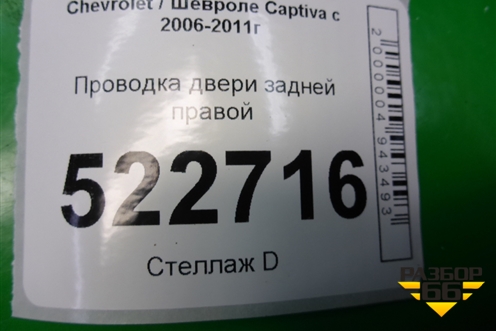 Chevrolet / Шевроле Captiva с
2006-2011г
Проводка двери задней
правой
522716
Стеллаж D
2000004943493
РАЗБОР
66